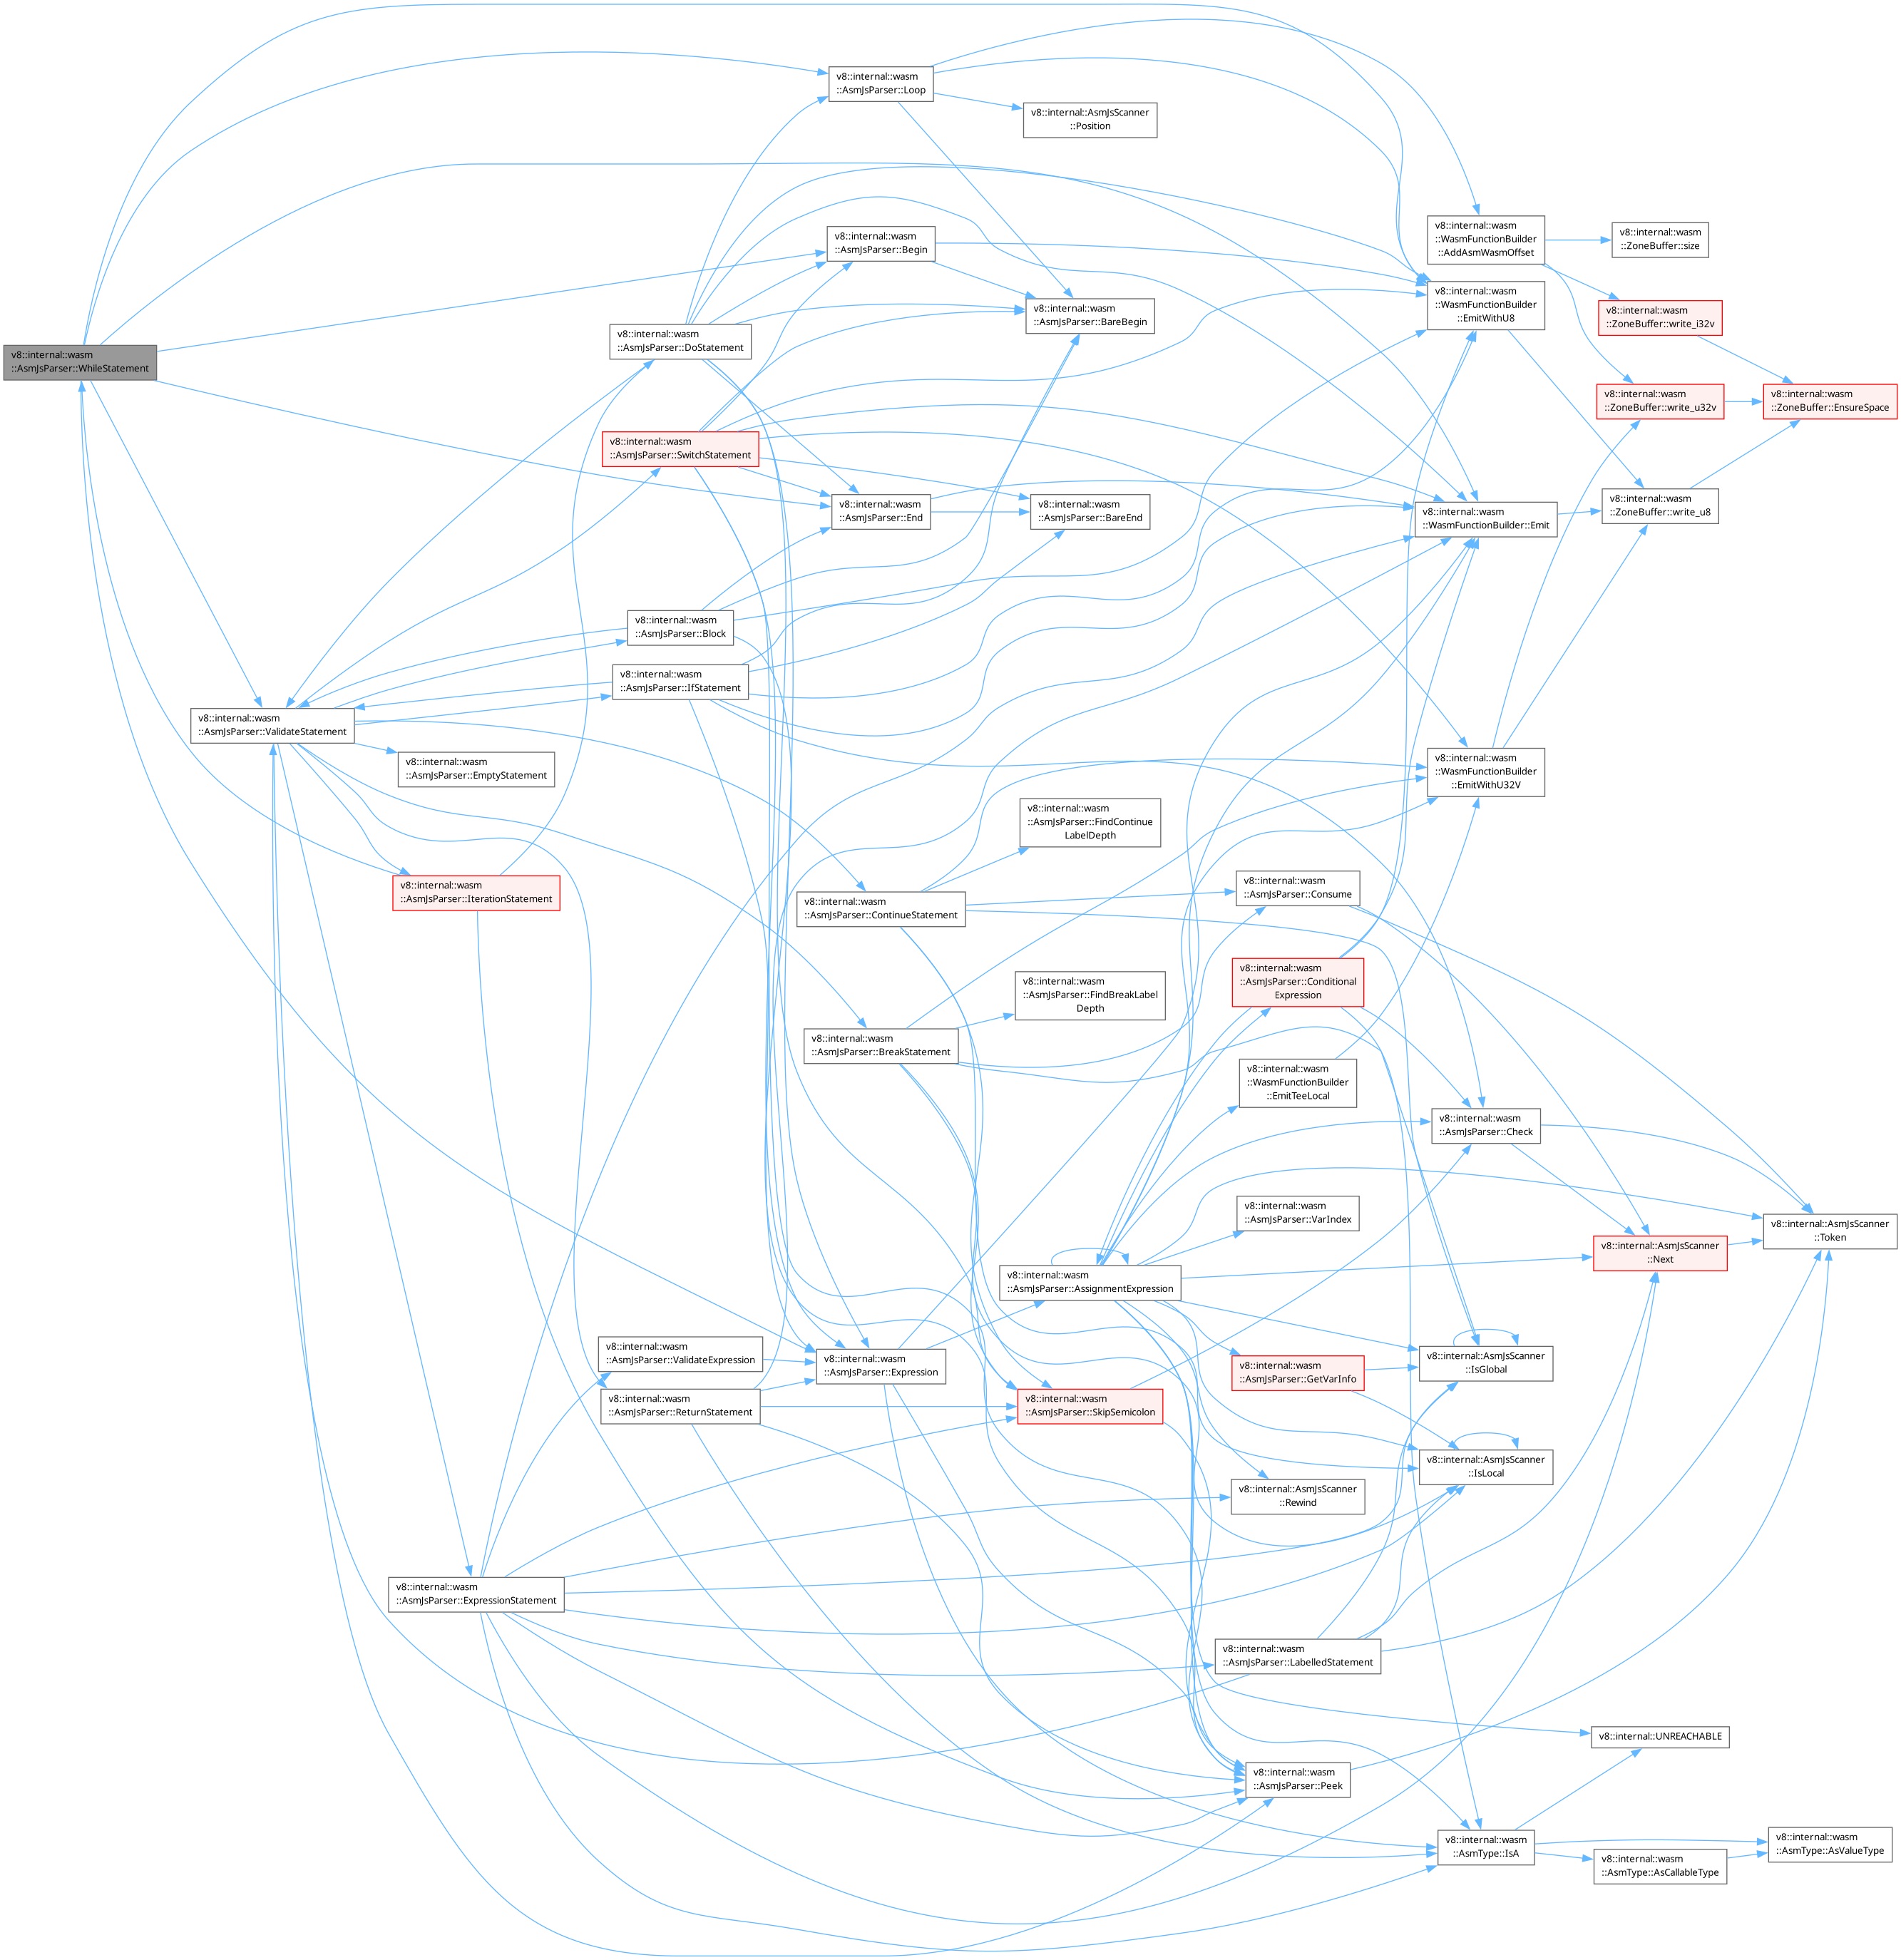 v8::internal::wasm
::AsmJsParser::WhileStatement
v8::internal::wasm
::AsmJsParser::ValidateStatement
v8::internal::wasm
::AsmJsParser::EmptyStatement
v8::internal::wasm
::AsmJsParser::IterationStatement
v8::internal::wasm
::AsmJsParser::ExpressionStatement
v8::internal::wasm
::AsmJsParser::DoStatement
v8::internal::wasm
::AsmJsParser::SwitchStatement
v8::internal::wasm
::AsmJsParser::Block
v8::internal::wasm
::AsmJsParser::IfStatement
v8::internal::wasm
::AsmJsParser::ValidateExpression
v8::internal::wasm
::AsmJsParser::ReturnStatement
v8::internal::wasm
::AsmJsParser::Loop
v8::internal::wasm
::AsmJsParser::Begin
v8::internal::wasm
::AsmJsParser::End
v8::internal::wasm
::AsmJsParser::ContinueStatement
v8::internal::wasm
::AsmJsParser::BreakStatement
v8::internal::wasm
::AsmJsParser::Expression
v8::internal::AsmJsScanner
::Position
v8::internal::wasm
::AsmJsParser::BareBegin
v8::internal::wasm
::AsmJsParser::BareEnd
v8::internal::wasm
::AsmJsParser::FindContinue
LabelDepth
v8::internal::wasm
::AsmJsParser::FindBreakLabel
Depth
v8::internal::wasm
::AsmJsParser::AssignmentExpression
v8::internal::wasm
::AsmJsParser::SkipSemicolon
v8::internal::wasm
::AsmJsParser::Consume
v8::internal::wasm
::AsmJsParser::Conditional
Expression
v8::internal::wasm
::WasmFunctionBuilder
::EmitTeeLocal
v8::internal::wasm
::AsmJsParser::VarIndex
v8::internal::wasm
::AsmJsParser::GetVarInfo
v8::internal::AsmJsScanner
::Rewind
v8::internal::wasm
::AsmJsParser::LabelledStatement
v8::internal::wasm
::AsmJsParser::Peek
v8::internal::wasm
::WasmFunctionBuilder
::AddAsmWasmOffset
v8::internal::wasm
::WasmFunctionBuilder
::EmitWithU8
v8::internal::wasm
::WasmFunctionBuilder::Emit
v8::internal::wasm
::WasmFunctionBuilder
::EmitWithU32V
v8::internal::wasm
::AsmJsParser::Check
v8::internal::AsmJsScanner
::IsGlobal
v8::internal::AsmJsScanner
::IsLocal
v8::internal::wasm
::AsmType::IsA
v8::internal::wasm
::ZoneBuffer::size
v8::internal::wasm
::ZoneBuffer::write_i32v
v8::internal::wasm
::ZoneBuffer::write_u32v
v8::internal::wasm
::ZoneBuffer::write_u8
v8::internal::AsmJsScanner
::Next
v8::internal::UNREACHABLE
v8::internal::wasm
::AsmType::AsCallableType
v8::internal::wasm
::ZoneBuffer::EnsureSpace
v8::internal::AsmJsScanner
::Token
v8::internal::wasm
::AsmType::AsValueType